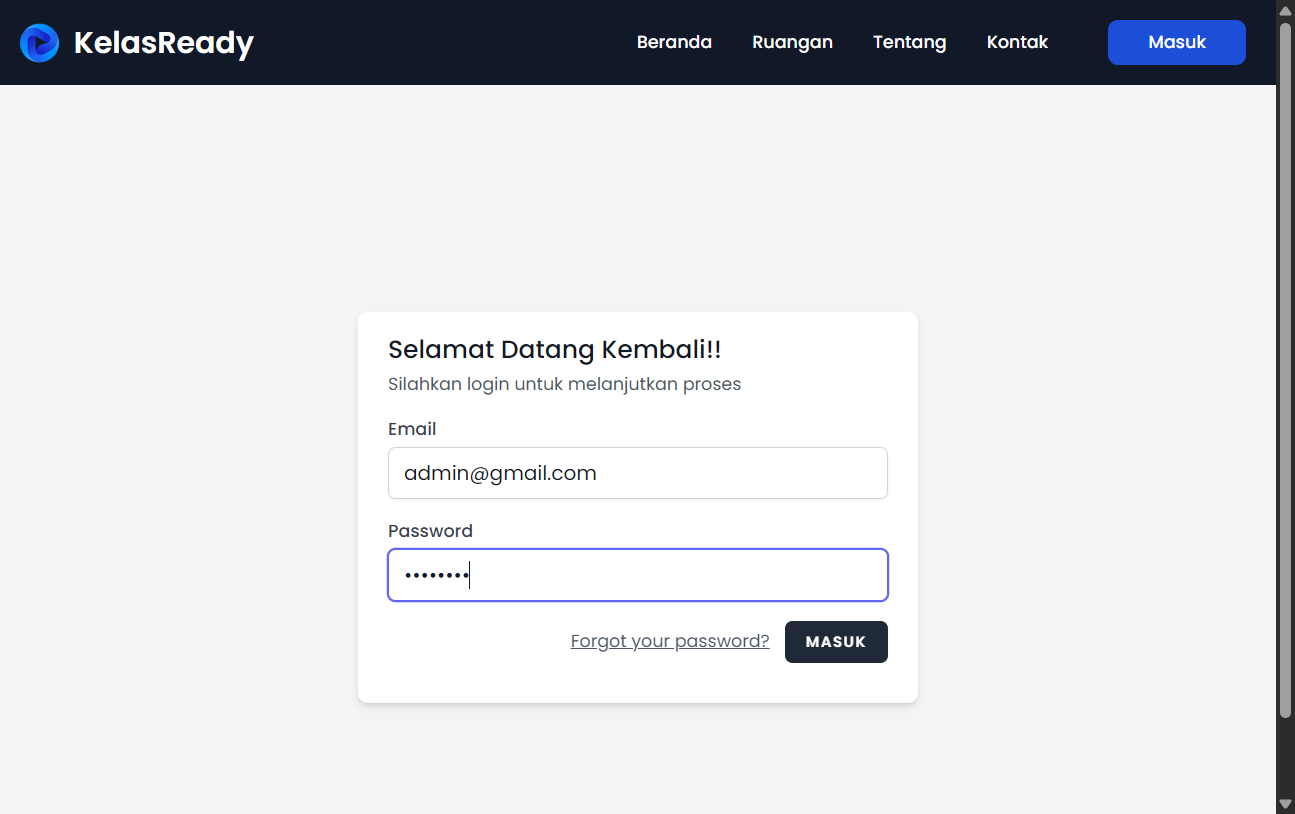 KelasReady
Beranda Ruangan Tentang Kontak Masuk
Selamat Datang Kembali!!
Silahkan login untuk melanjutkan proses
Email
admin@gmail.com
Password
••••••••
Forgot your password? MASUK